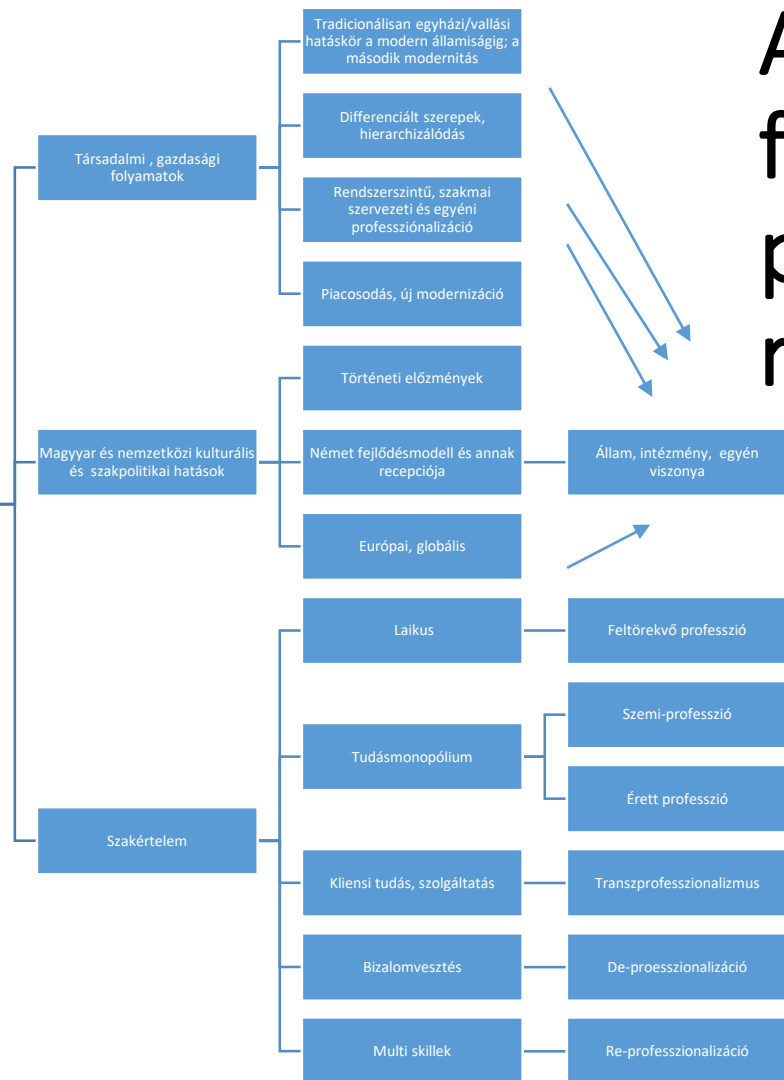 Tradicionálisan egyházi/vallási
hatáskör a modern államiságig; a
második modernitás
Differenciált szerepek,
hierarchizálódás
Társadalmi , gazdasági
folyamatok
Rendszerszintű, szakmai
szervezeti és egyéni
professziónalizáció
Piacosodás, új modernizáció
Történeti előzmények
Magyyar és nemzetközi kulturális
és szakpolitikai hatások
Német fejlődésmodell és annak
recepciója
Állam, intézmény, egyén
viszonya
Európai, globális
Laikus
Feltörekvő professzió
Szemi-professzió
Tudásmonopólium
Érett professzió
Szakértelem
Kliensi tudás, szolgáltatás
Transzprofesszionalizmus
Bizalomvesztés
De-proesszionalizáció
Multi skillek
Re-professzionalizáció
A
f
p